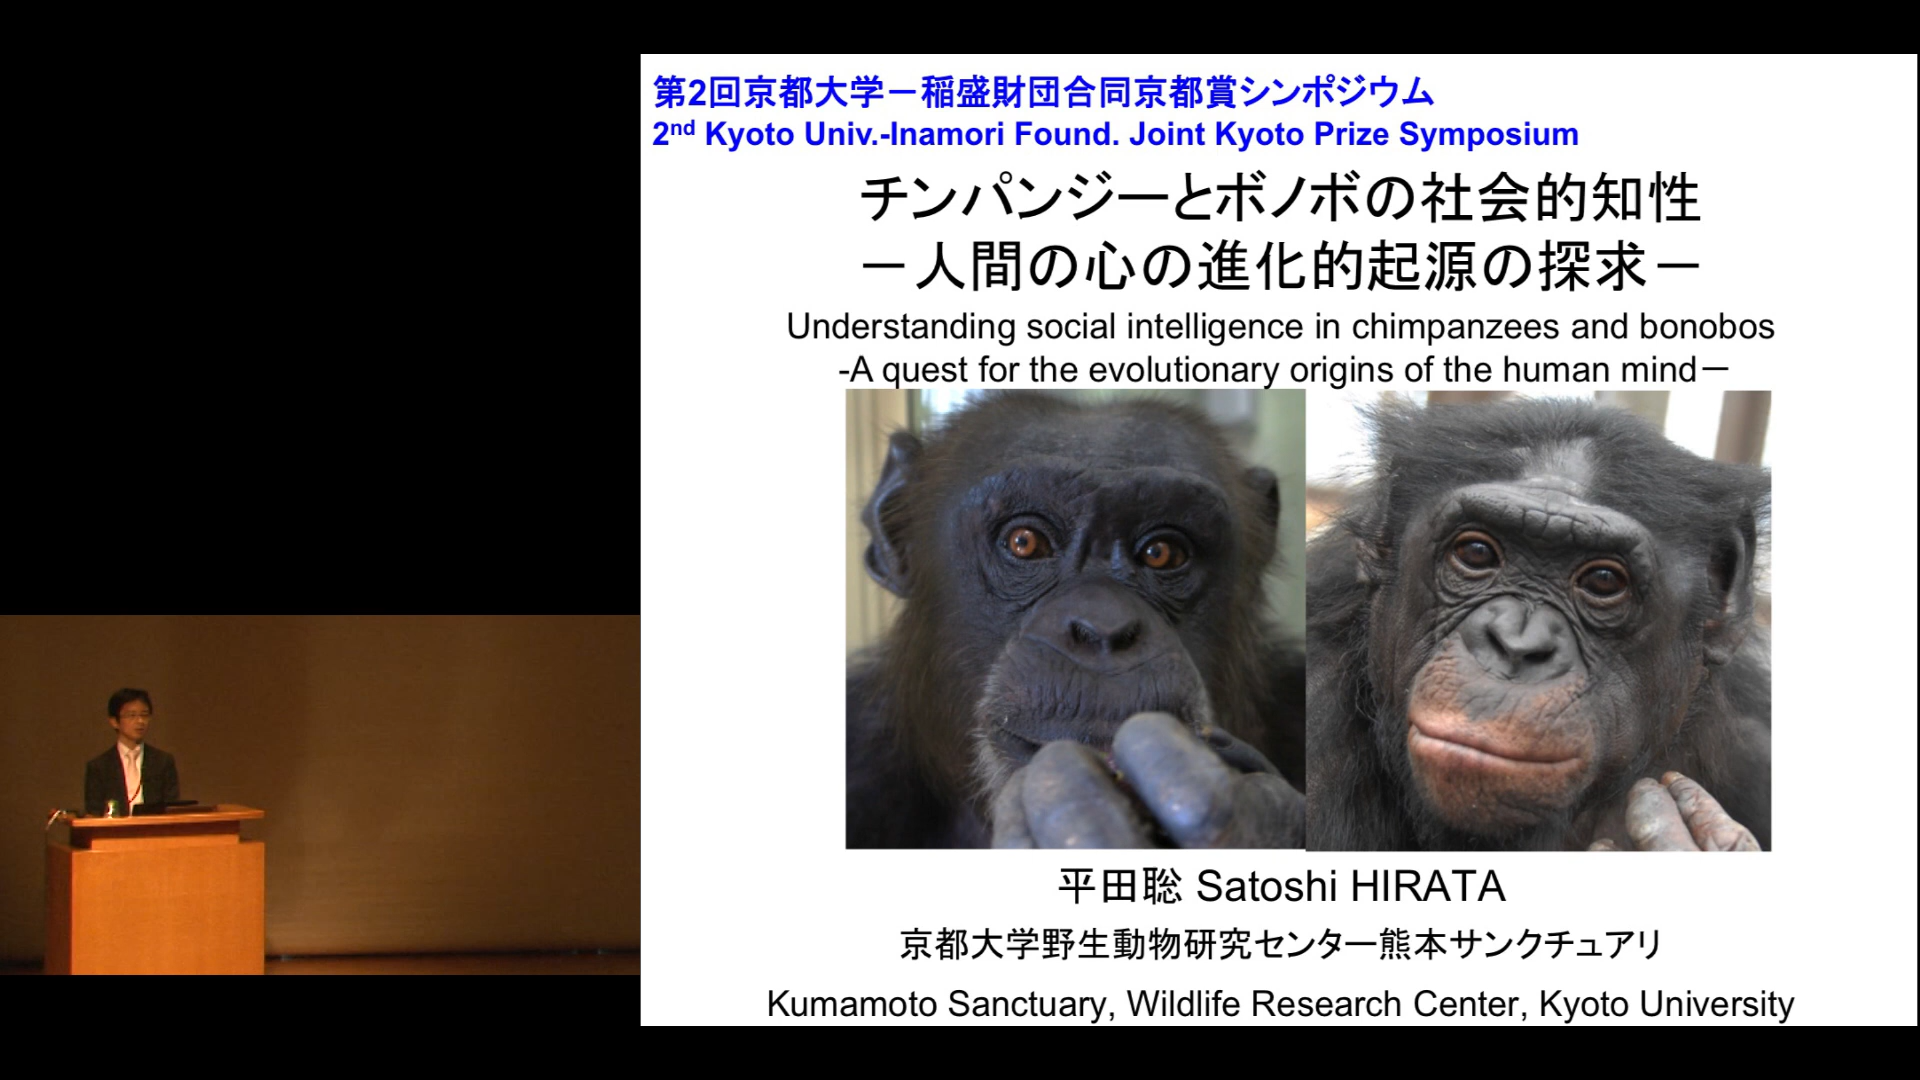 第2回京都大学－稲盛財団合同京都賞シンポジウム
2nd Kyoto Univ.-Inamori Found. Joint Kyoto Prize Symposium
チンパンジーとボノボの社会的知性
－人間の心の進化的起源の探求－
Understanding social intelligence in chimpanzees and bonobos
-A quest for the evolutionary origins of the human mind－
平田聡 Satoshi HIRATA
京都大学野生動物研究センター熊本サンクチュアリ
Kumamoto Sanctuary, Wildlife Research Center, Kyoto University